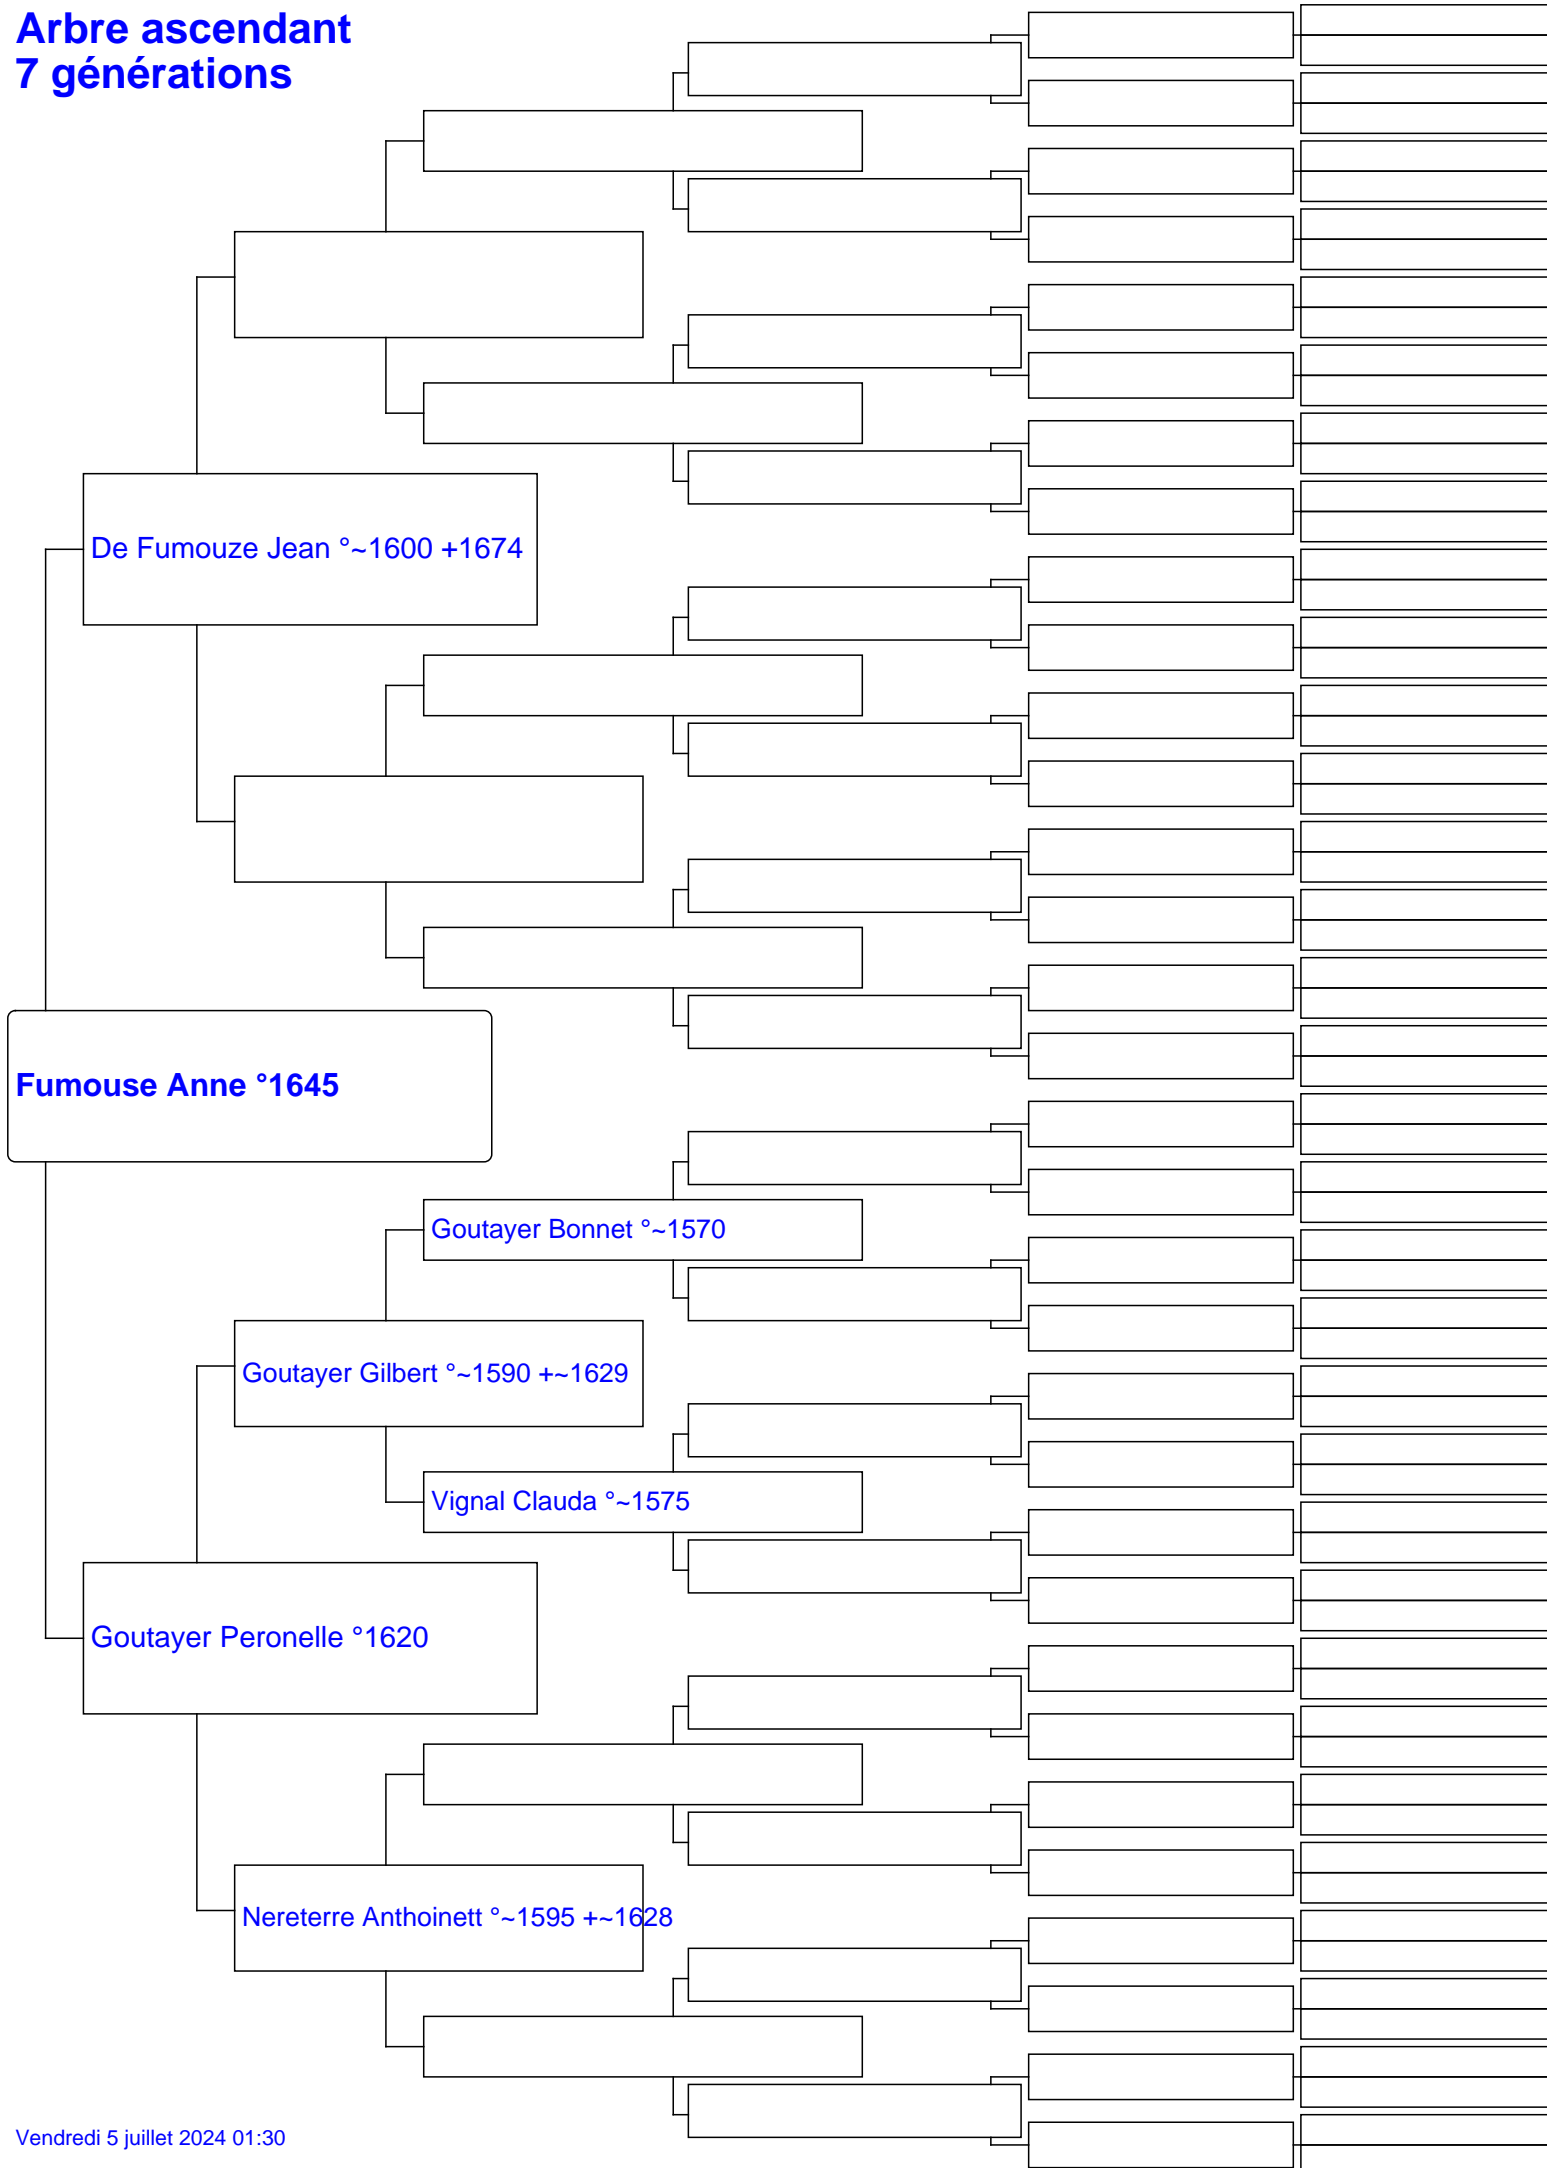 Arbre ascendant
7 générations
De Fumouze Jean °~1600 +1674
Fumouse Anne °1645
Goutayer Bonnet °~1570
Goutayer Gilbert °~1590 +~1629
Vignal Clauda °~1575
Goutayer Peronelle °1620
Nereterre Anthoinett °~1595 +~1628
Vendredi 5 juillet 2024 01:30